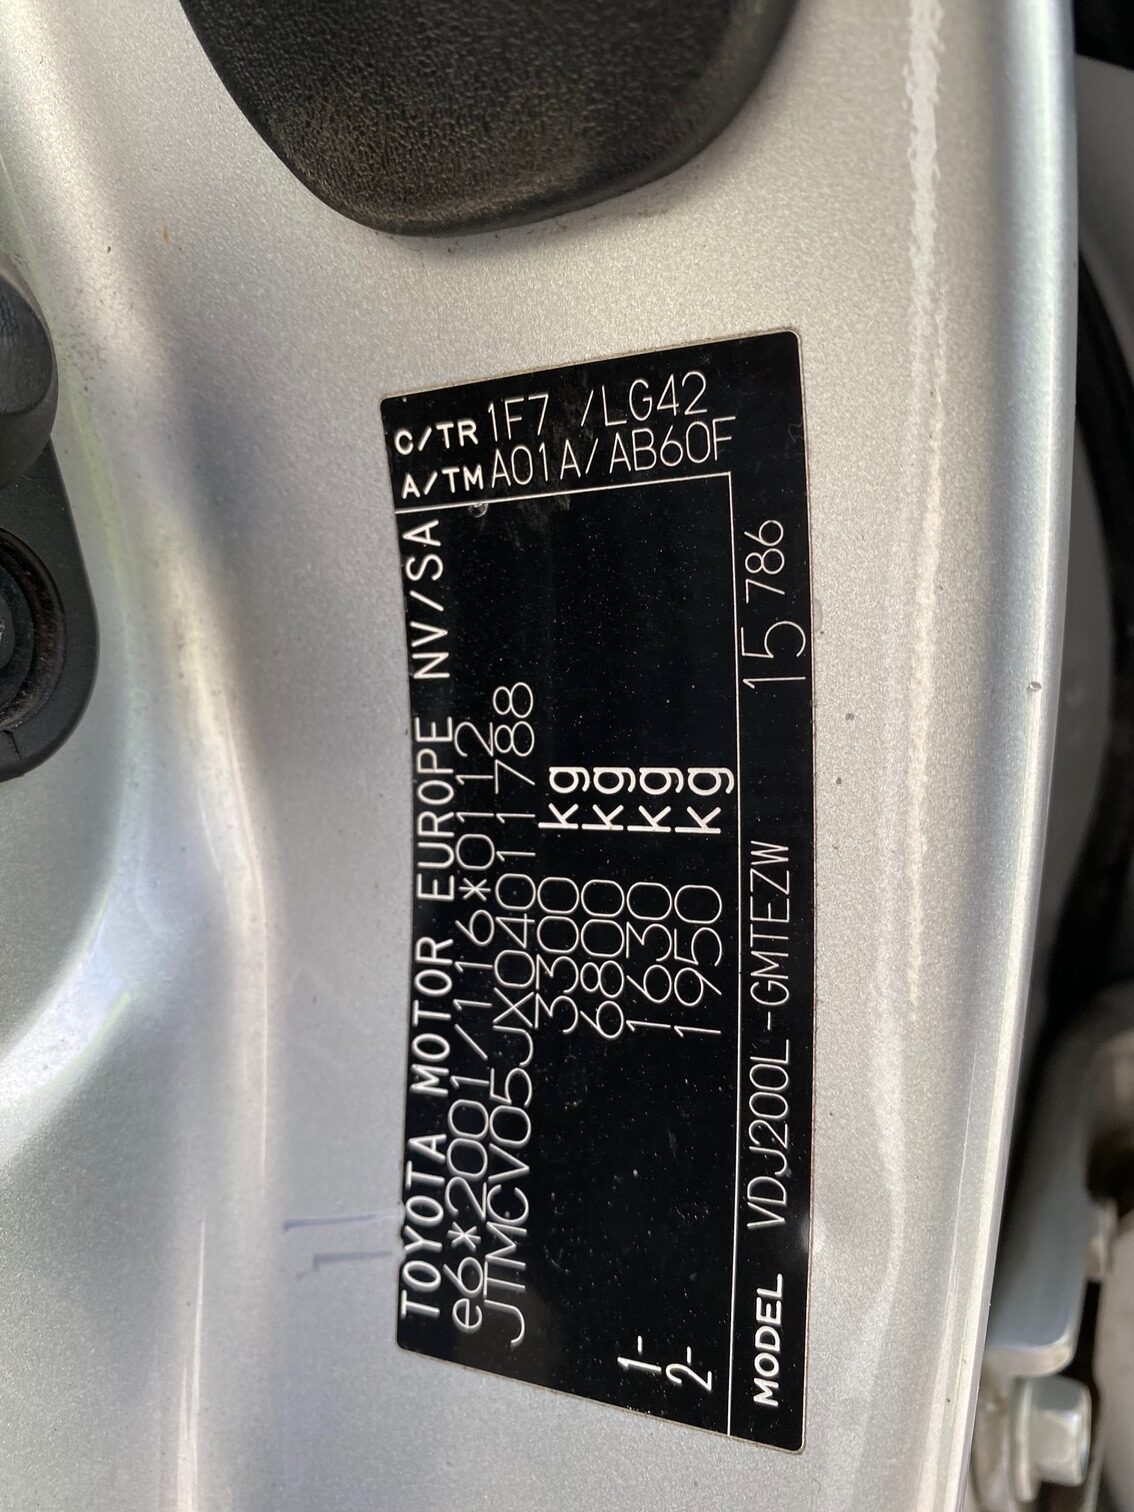 TOYOTA MOTOR EUROPE NV/SA
e6*2001/116*0112
JTMCV05JX04011788
3300 kg
6800 kg
1- 1630 kg
2- 1950 kg
C/TR 1F7 /LG42
A/TM A01A/AB60F
MODEL VDJ200L-GMTEZW 15 786